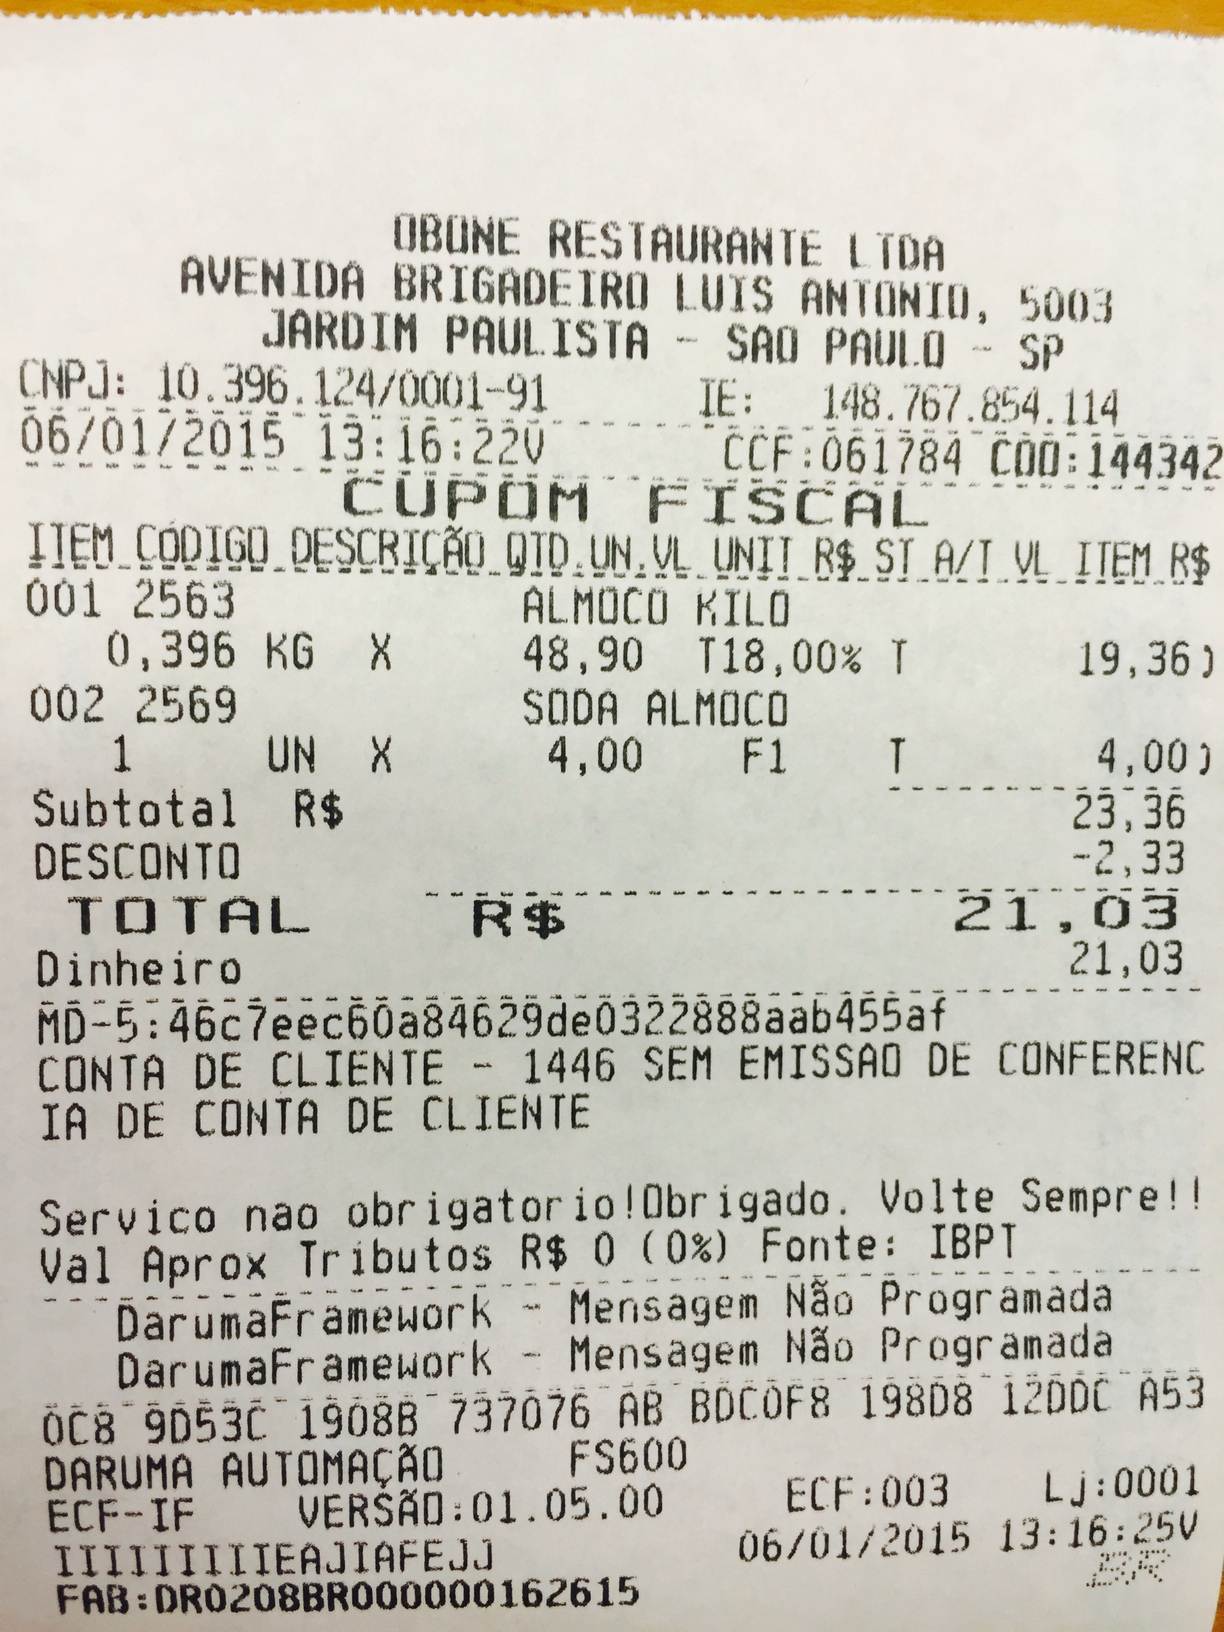 OBONE RESTAURANTE LTDA
AVENIDA BRIGADEIRO LUIS ANTONIO, 5003
JARDIM PAULISTA - SAO PAULO - SP
CNPJ: 10.396.124/0001-91 IE: 148.767.854.114
06/01/2015 13:16:22V CCF:061784 COO:144342
CUPOM FISCAL
ITEM CÓDIGO DESCRIÇÃO QTD.UN.VL UNIT R$ ST A/T VL ITEM R$
001 2563 ALMOCO KILO
0,396 KG X 48,90 T18,00% T 19,36)
002 2569 SODA ALMOCO
1 UN X 4,00 F1 T 4,00)
Subtotal R$ 23,36
DESCONTO -2,33
TOTAL R$ 21,03
Dinheiro 21,03
MD-5:46c7eec60a84629de0322888aab455af
CONTA DE CLIENTE - 1446 SEM EMISSAO DE CONFERENC
IA DE CONTA DE CLIENTE
Servico nao obrigatorio!Obrigado. Volte Sempre!!
Val Aprox Tributos R$ 0 (0%) Fonte: IBPT
DarumaFramework - Mensagem Não Programada
DarumaFramework - Mensagem Não Programada
0C8 9D53C 1908B 737076 AB BDC0F8 198D8 12DDC A53
DARUMA AUTOMAÇÃO FS600
ECF-IF VERSÃO:01.05.00 ECF:003 Lj:0001
IIIIIIIIIEAJIAFEJJ 06/01/2015 13:16:25V
FAB:DR0208BR000000162615 BR